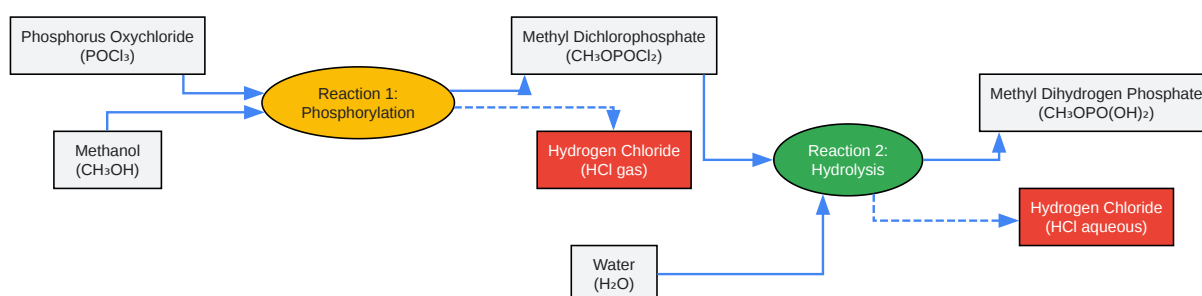 Phosphorus Oxychloride
(POCl₃)
Methanol
(CH₃OH)
Reaction 1:
Phosphorylation
Methyl Dichlorophosphate
(CH₃OPOCl₂)
Hydrogen Chloride
(HCl gas)
Water
(H₂O)
Reaction 2:
Hydrolysis
Methyl Dihydrogen Phosphate
(CH₃OPO(OH)₂)
Hydrogen Chloride
(HCl aqueous)